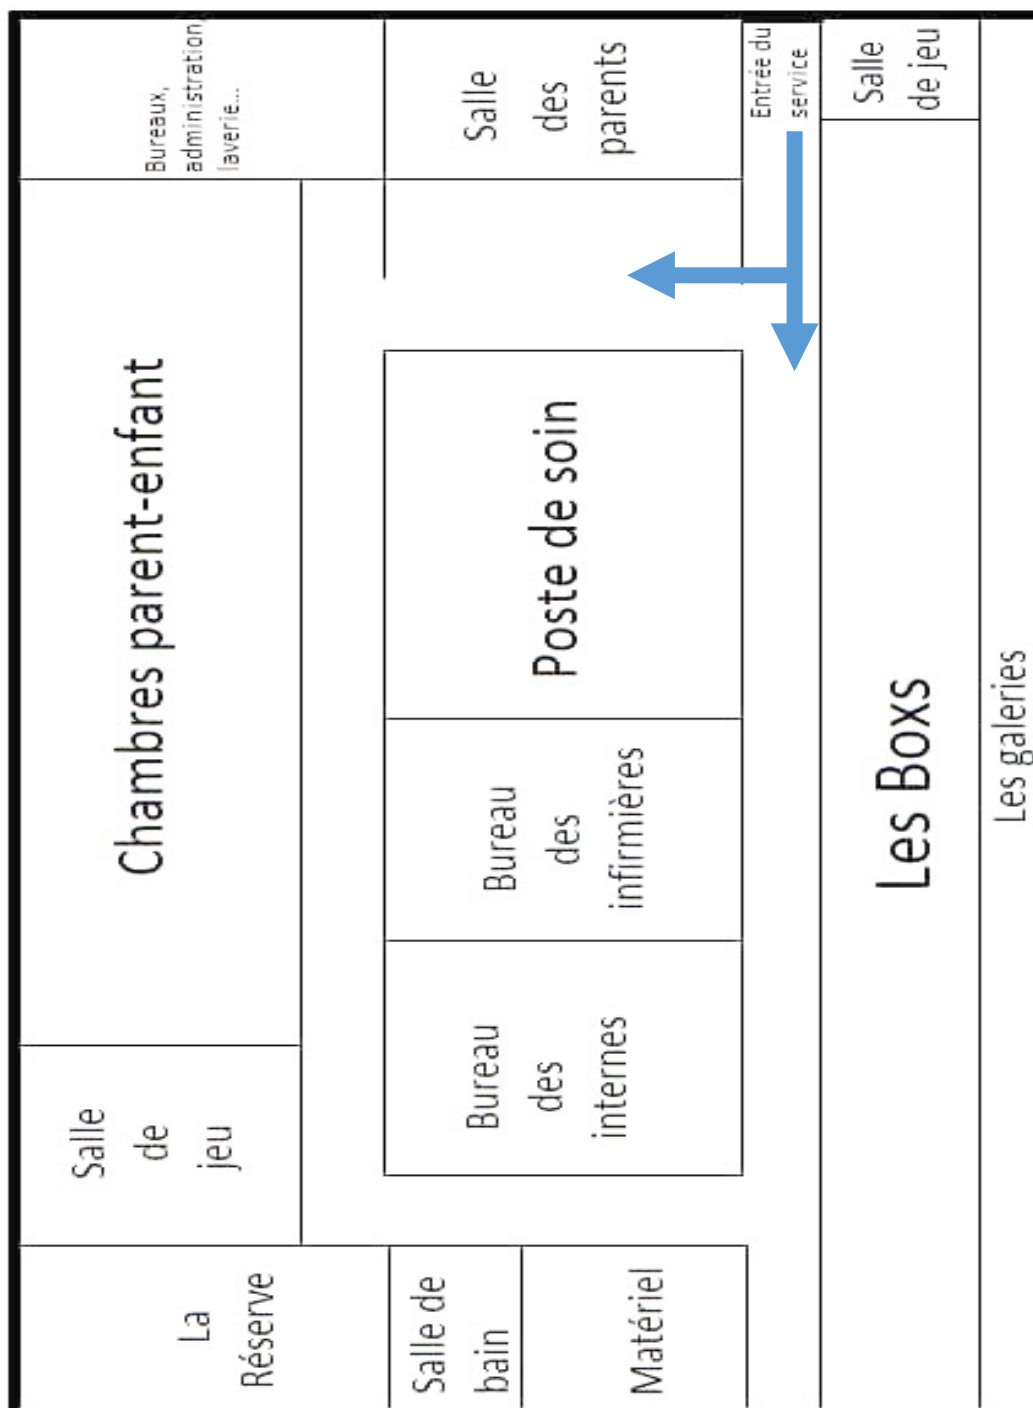 Bureaux,
administration,
laverie...
Chambres parent-enfant
Salle
de
jeu
La
Réserve
Salle
des
parents
Poste de soin
Bureau
des
infirmières
Bureau
des
internes
Salle de
bain
Matériel
Entrée du
service
Salle
de jeu
Les Boxs
Les galeries